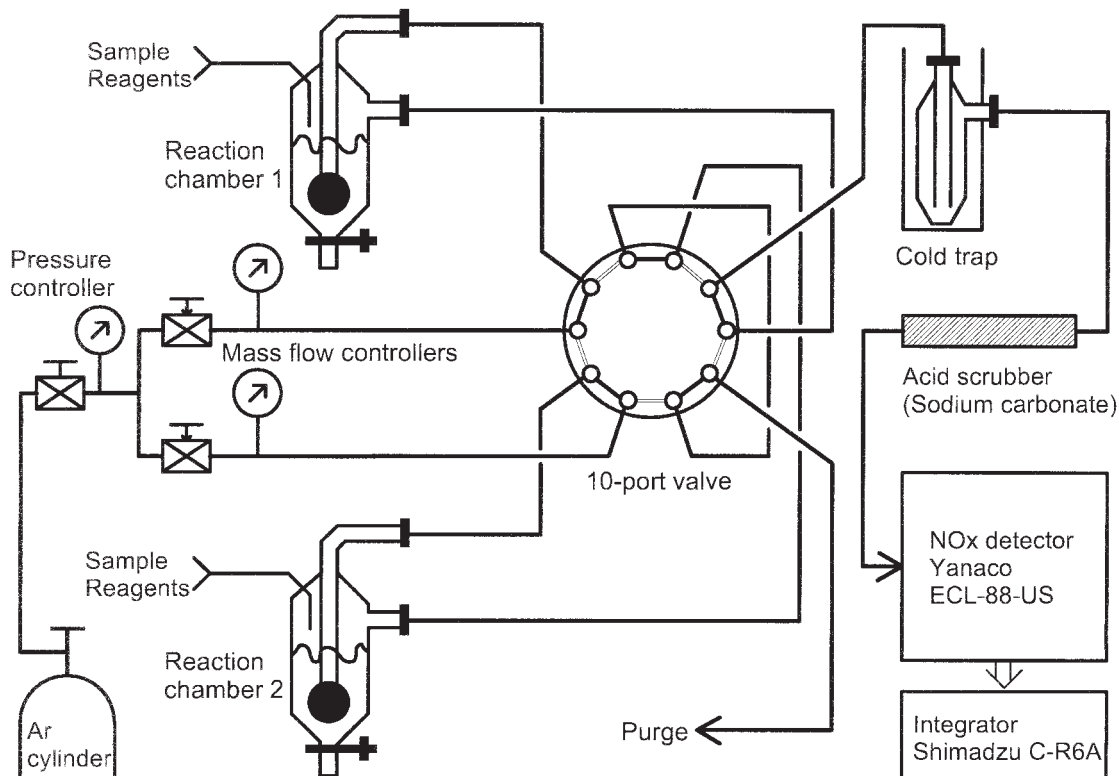 Sample
Reagents
Reaction
chamber 1
Pressure
controller
Mass flow controllers
Cold trap
Acid scrubber
(Sodium carbonate)
10-port valve
NOx detector
Yanaco
ECL-88-US
Sample
Reagents
Reaction
chamber 2
Purge
Ar
cylinder
Integrator
Shimadzu C-R6A